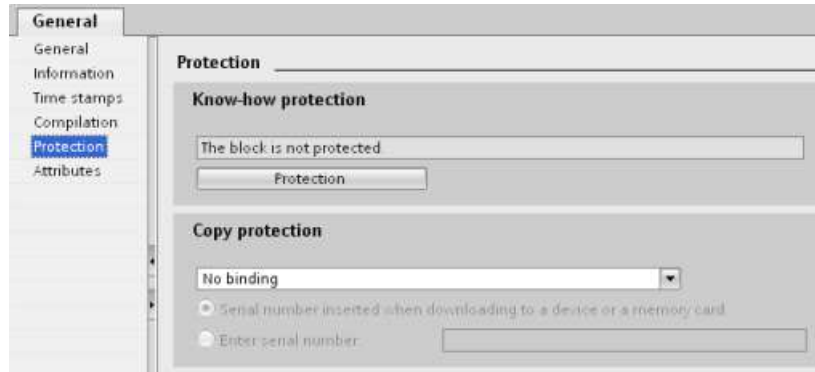 General
General
Information
Time stamps
Compilation
Protection
Attributes
Protection
Know-how protection
The block is not protected.
Protection
Copy protection
No binding
Serial number inserted when downloading to a device or a memory card
Enter serial number: